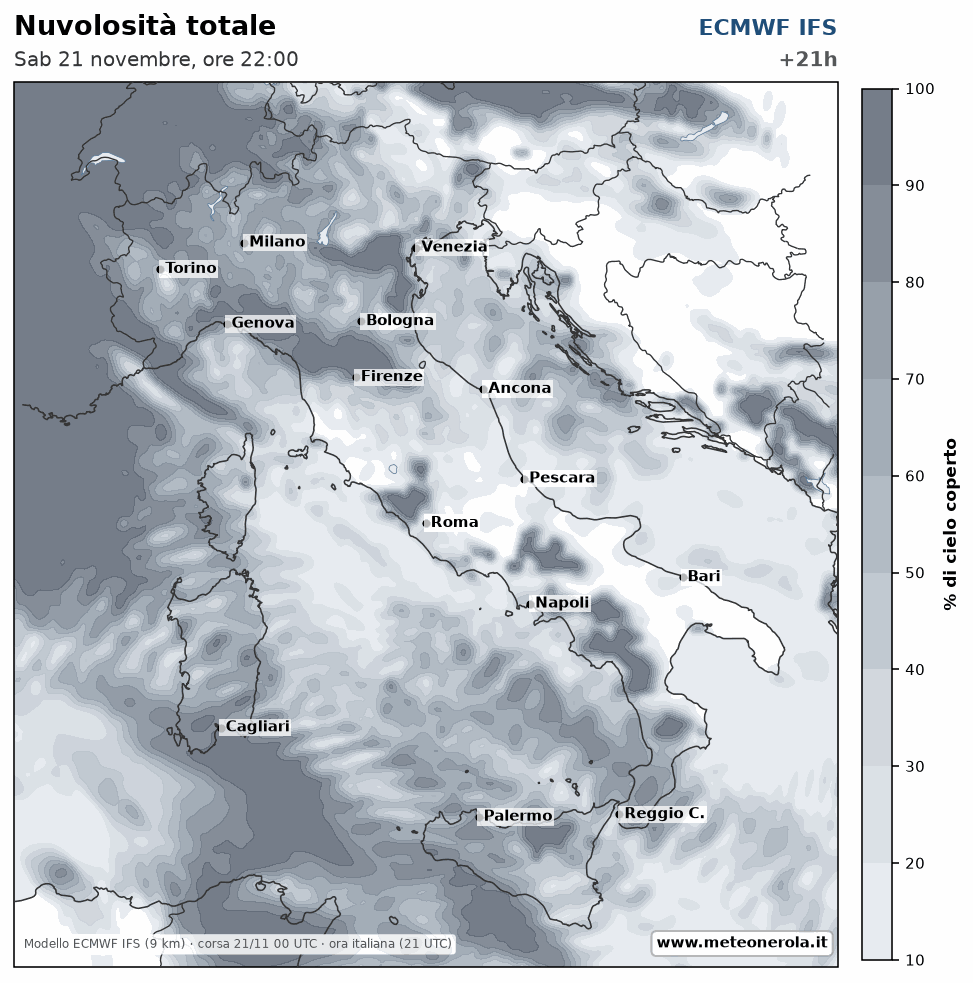 Nuvolosità totale
ECMWF IFS
Sab 21 novembre, ore 22:00
+21h
100
90
80
70
60
50
40
30
20
10
% di cielo coperto
Milano
Venezia
Torino
Genova
Bologna
Firenze
Ancona
Pescara
Roma
Bari
Napoli
Cagliari
Palermo
Reggio C.
Modello ECMWF IFS (9 km) · corsa 21/11 00 UTC · ora italiana (21 UTC)
www.meteonerola.it